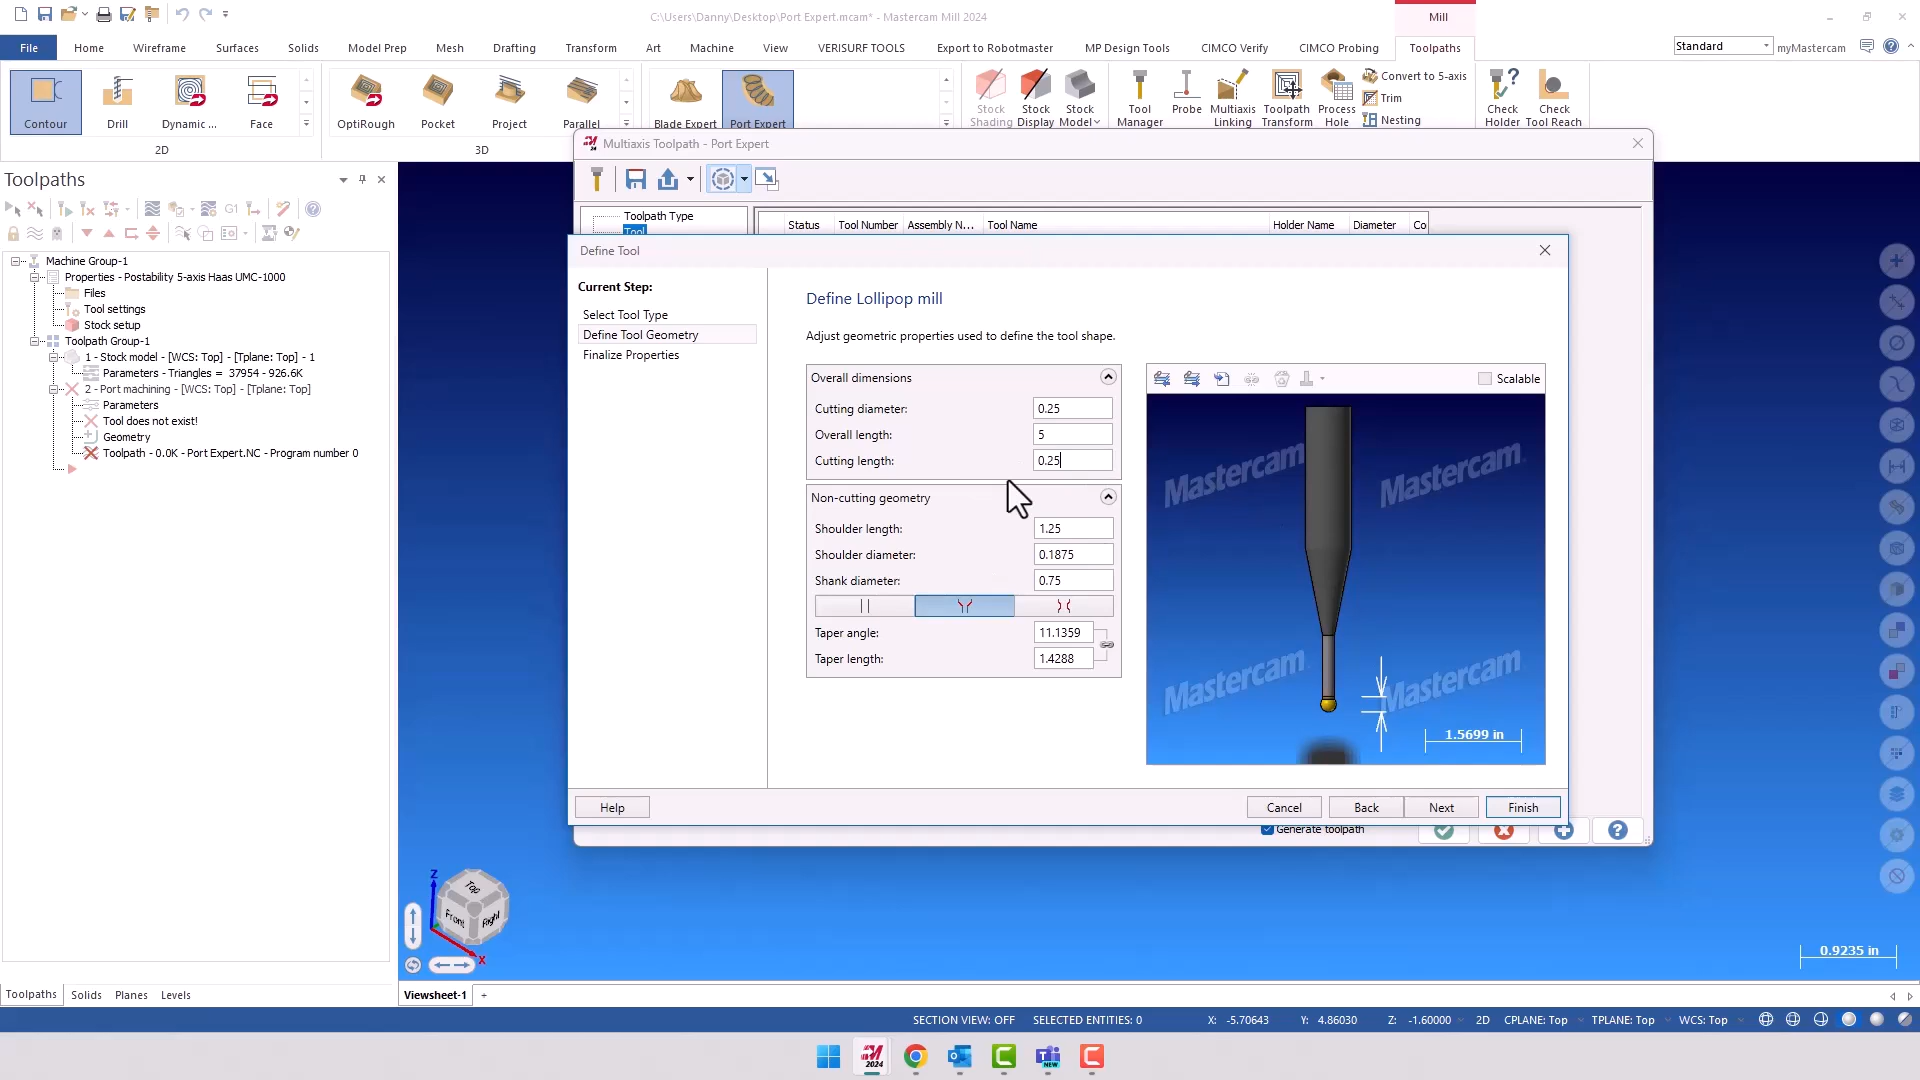 C:\Users\Danny\Desktop\Port Expert.mcam* - Mastercam Mill 2024
Mill
File
Home
Wireframe
Surfaces
Solids
Model Prep
Mesh
Drafting
Transform
Art
Machine
View
VERISURF TOOLS
Export to Robotmaster
MP Design Tools
CIMCO Verify
CIMCO Probing
Toolpaths
Standard
myMastercam
Contour
Drill
Dynamic ...
Face
2D
OptiRough
Pocket
Project
Parallel
3D
Blade Expert
Port Expert
Stock Shading
Stock Display
Stock Model
Tool Manager
Probe
Multiaxis Linking
Toolpath Transform
Process Hole
Convert to 5-axis
Trim
Nesting
Check Holder
Check Tool Reach
Toolpaths
G1
Machine Group-1
Properties - Postability 5-axis Haas UMC-1000
Files
Tool settings
Stock setup
Toolpath Group-1
1 - Stock model - [WCS: Top] - [Tplane: Top] - 1
Parameters - Triangles = 37954 - 926.6K
2 - Port machining - [WCS: Top] - [Tplane: Top]
Parameters
Tool does not exist!
Geometry
Toolpath - 0.0K - Port Expert.NC - Program number 0
Multiaxis Toolpath - Port Expert
Toolpath Type
Tool
Status
Tool Number
Assembly N...
Tool Name
Holder Name
Diameter
Co
Define Tool
Current Step:
Select Tool Type
Define Tool Geometry
Finalize Properties
Define Lollipop mill
Adjust geometric properties used to define the tool shape.
Overall dimensions
Cutting diameter: 0.25
Overall length: 5
Cutting length: 0.25
Non-cutting geometry
Shoulder length: 1.25
Shoulder diameter: 0.1875
Shank diameter: 0.75
Taper angle: 11.1359
Taper length: 1.4288
Scalable
Mastercam
Mastercam
Mastercam
Mastercam
1.5699 in
Help
Cancel
Back
Next
Finish
Generate toolpath
Z
Top
Front
Right
X
0.9235 in
Toolpaths
Solids
Planes
Levels
Viewsheet-1
+
SECTION VIEW: OFF
SELECTED ENTITIES: 0
X: -5.70643
Y: 4.86030
Z: -1.60000
2D
CPLANE: Top
TPLANE: Top
WCS: Top
2024
NEW